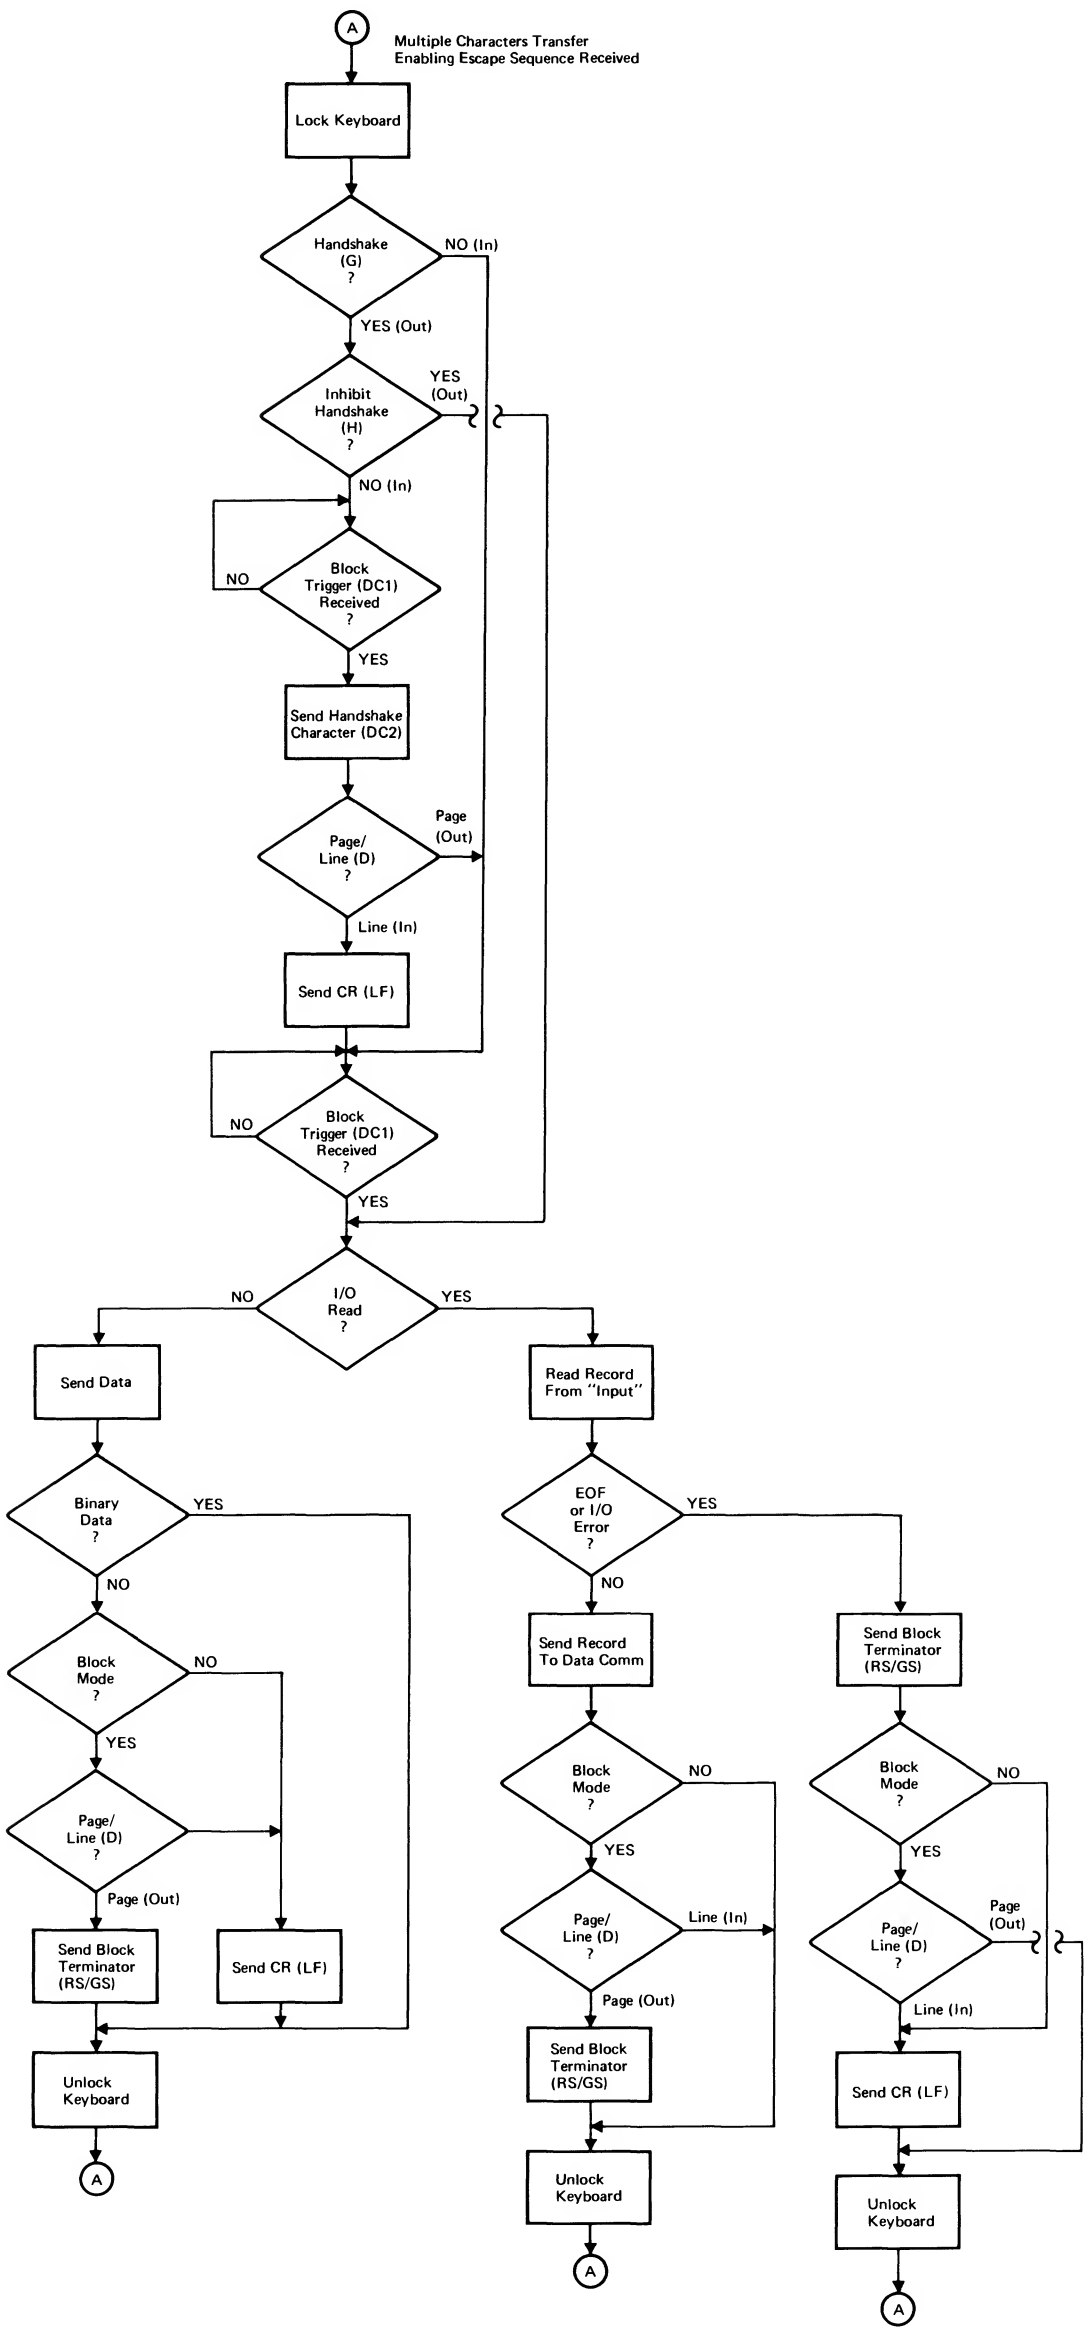 A
Multiple Characters Transfer
Enabling Escape Sequence Received
Lock Keyboard
Handshake
(G)
?
NO (In)
YES (Out)
Inhibit
Handshake
(H)
?
YES
(Out)
NO (In)
Block
Trigger (DC1)
Received
?
NO
YES
Send Handshake
Character (DC2)
Page/
Line (D)
?
Page
(Out)
Line (In)
Send CR (LF)
Block
Trigger (DC1)
Received
?
NO
YES
I/O
Read
?
NO
YES
Send Data
Binary
Data
?
YES
NO
Block
Mode
?
NO
YES
Page/
Line (D)
?
Page (Out)
Send Block
Terminator
(RS/GS)
Send CR (LF)
Unlock
Keyboard
A
Read Record
From "Input"
EOF
or I/O
Error
?
YES
NO
Send Record
To Data Comm
Block
Mode
?
NO
YES
Page/
Line (D)
?
Line (In)
Page (Out)
Send Block
Terminator
(RS/GS)
Unlock
Keyboard
A
Send Block
Terminator
(RS/GS)
Block
Mode
?
NO
YES
Page/
Line (D)
?
Page
(Out)
Line (In)
Send CR (LF)
Unlock
Keyboard
A